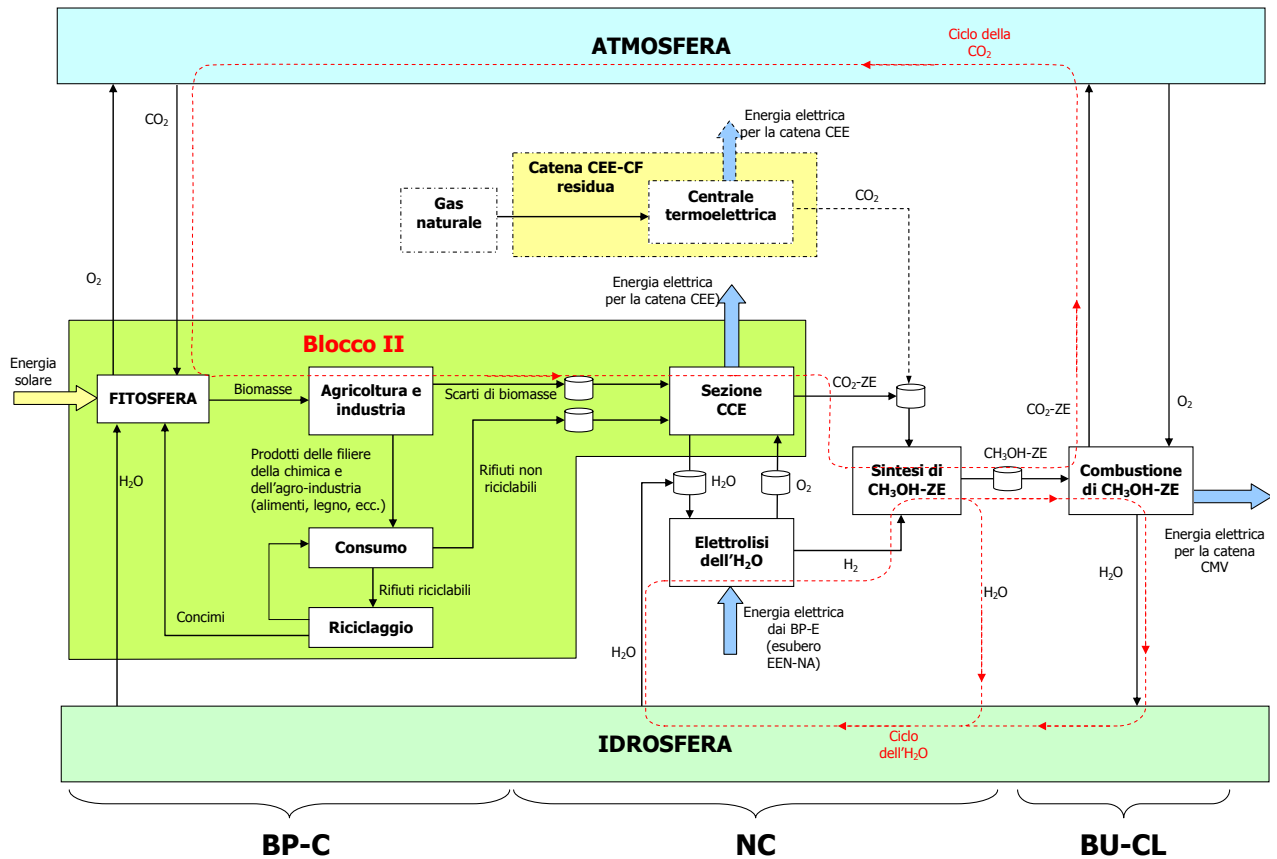 Ciclo della
CO2
ATMOSFERA
CO2
Energia elettrica
per la catena CEE
Catena CEE-CF
residua
Gas
naturale
Centrale
termoelettrica
CO2
O2
Energia elettrica
per la catena CEE)
Blocco II
Energia
solare
FITOSFERA
Biomasse
Agricoltura e
industria
Scarti di biomasse
Sezione
CCE
CO2-ZE
CO2-ZE
O2
H2O
Prodotti delle filiere
della chimica e
dell'agro-industria
(alimenti, legno, ecc.)
Rifiuti non
riciclabili
H2O
O2
Sintesi di
CH3OH-ZE
CH3OH-ZE
Combustione
di CH3OH-ZE
Energia elettrica
per la catena
CMV
Consumo
Elettrolisi
dell'H2O
H2
H2O
H2O
Rifiuti riciclabili
Concimi
Riciclaggio
H2O
Energia elettrica
dai BP-E
(esubero
EEN-NA)
IDROSFERA
Ciclo
dell'H2O
BP-C
NC
BU-CL